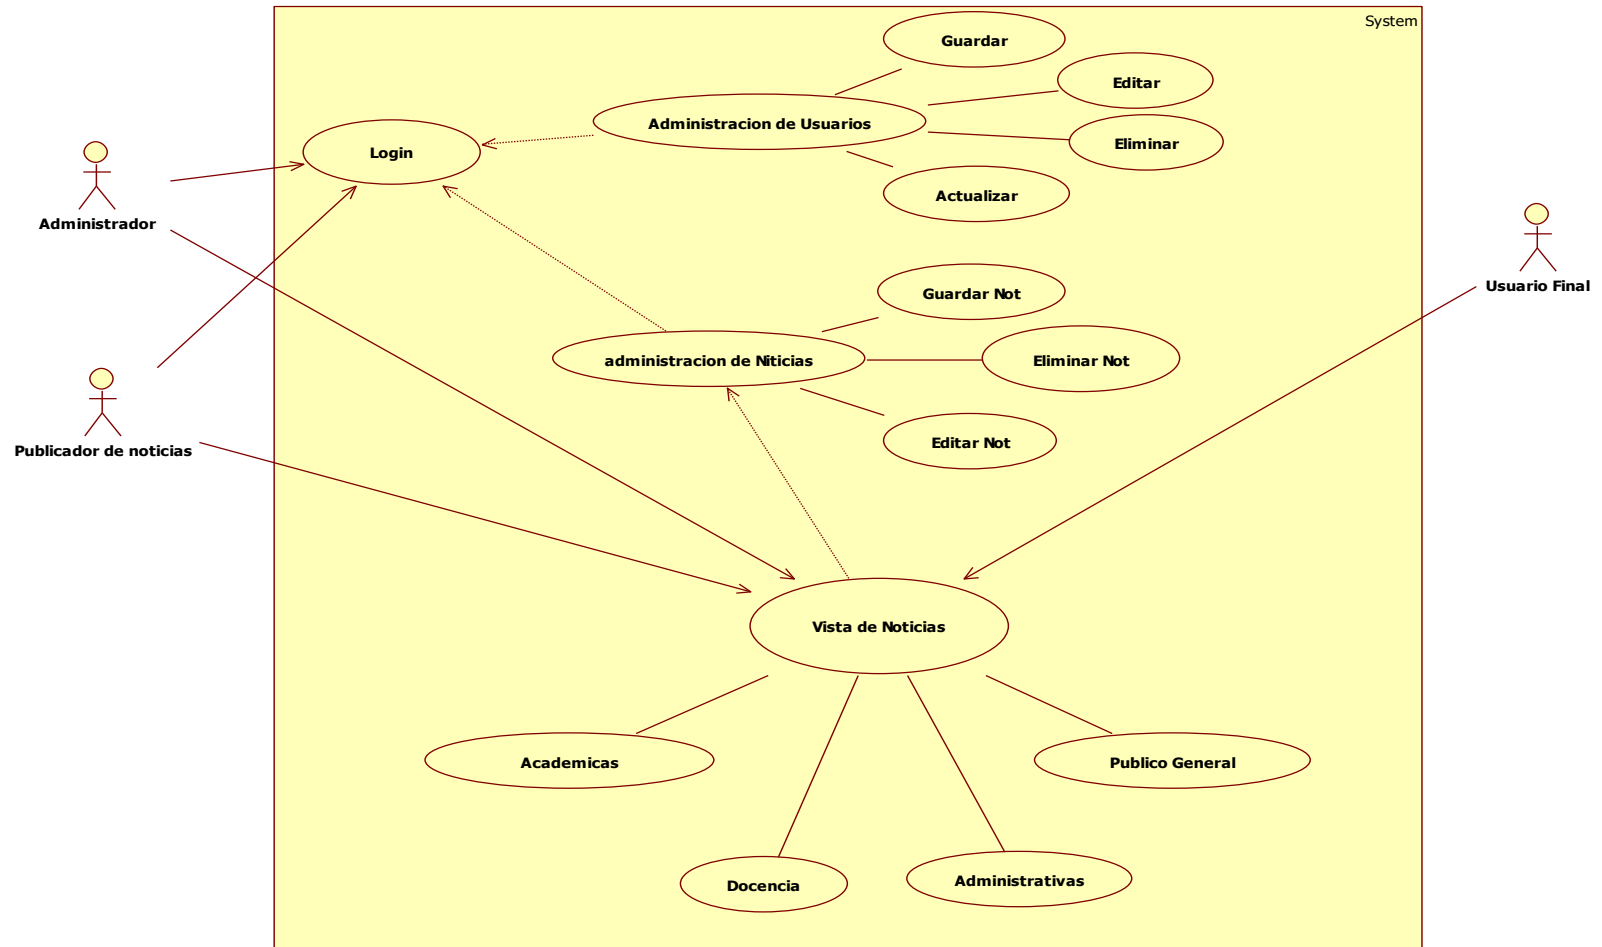 System
Guardar
Editar
Administracion de Usuarios
Eliminar
Login
Actualizar
Administrador
Usuario Final
Guardar Not
administracion de Niticias
Eliminar Not
Editar Not
Publicador de noticias
Vista de Noticias
Academicas
Publico General
Docencia
Administrativas